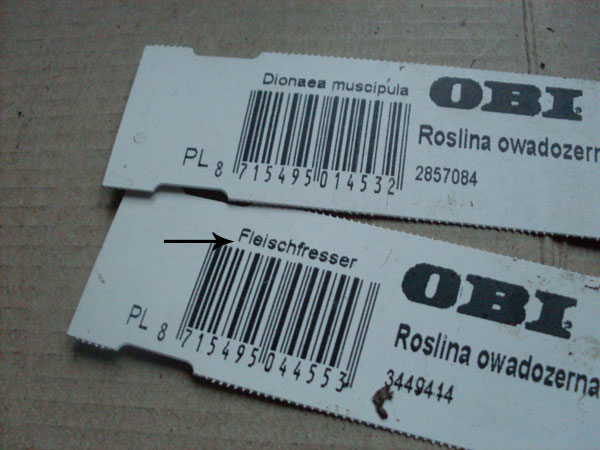 Dionaea muscipula
OBI
Roslina owadozern
PL 8 715495 014532
2857084
Fleischfresser
OBI
Roslina owadozerna
PL 8 715495 044553
3449414